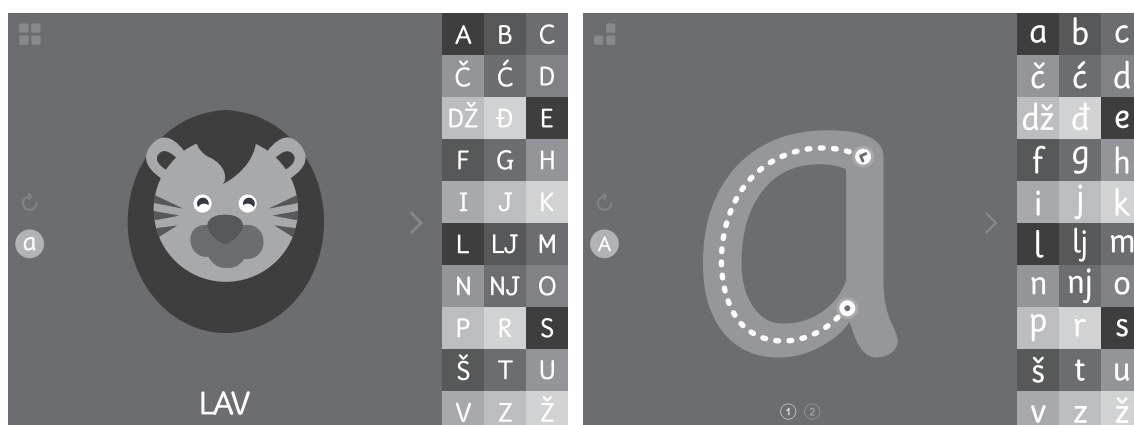 A B C
Č Ć D
DŽ Đ E
F G H
I J K
L LJ M
a
N NJ O
P R S
Š T U
LAV
V Z Ž
a b c
č ć d
dž đ e
f g h
i j k
l lj m
A
n nj o
p r s
š t u
v z ž
a
1 2